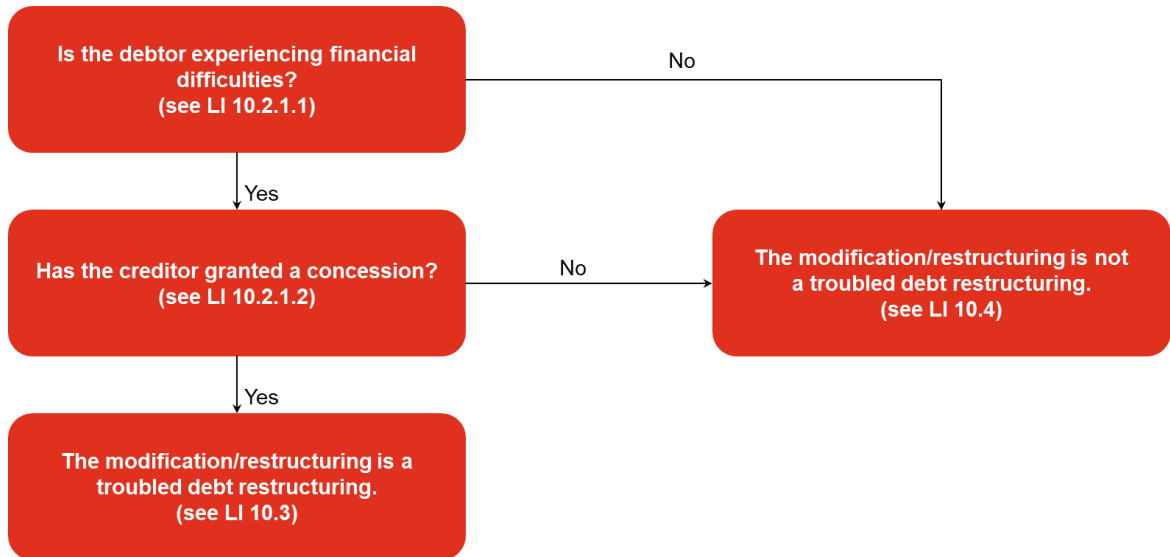 Is the debtor experiencing financial
difficulties?
(see LI 10.2.1.1)
No
Yes
Has the creditor granted a concession?
(see LI 10.2.1.2)
No
The modification/restructuring is not
a troubled debt restructuring.
(see LI 10.4)
Yes
The modification/restructuring is a
troubled debt restructuring.
(see LI 10.3)